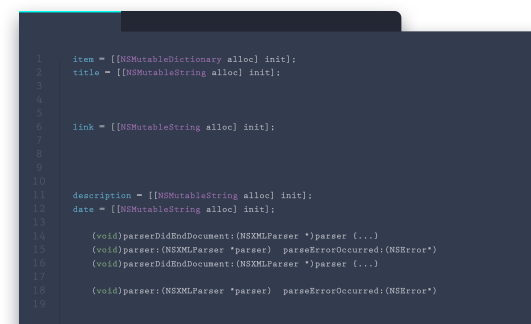 1 item = [[NSMutableDictionary alloc] init];
2 title = [[NSMutableString alloc] init];
3
4
5
6 link = [[NSMutableString alloc] init];
7
8
9
10
11 description = [[NSMutableString alloc] init];
12 date = [[NSMutableString alloc] init];
13
14 (void)parserDidEndDocument:(NSXMLParser *)parser {...}
15 (void)parser:(NSXMLParser *parser) parseErrorOccurred:(NSError*)
16 (void)parserDidEndDocument:(NSXMLParser *)parser {...}
17
18 (void)parser:(NSXMLParser *parser) parseErrorOccurred:(NSError*)
19